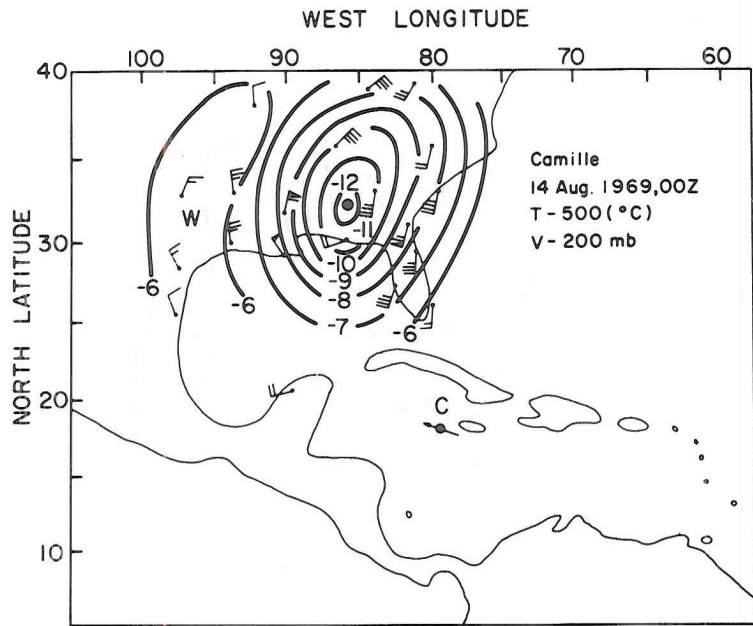 WEST LONGITUDE
100 90 80 70 60
NORTH LATITUDE
40
30
20
10
Camille
14 Aug. 1969,00Z
T-500 (°C)
V-200 mb
W
-12
-11
-10
-9
-8
-7
-6
-6
-6
C